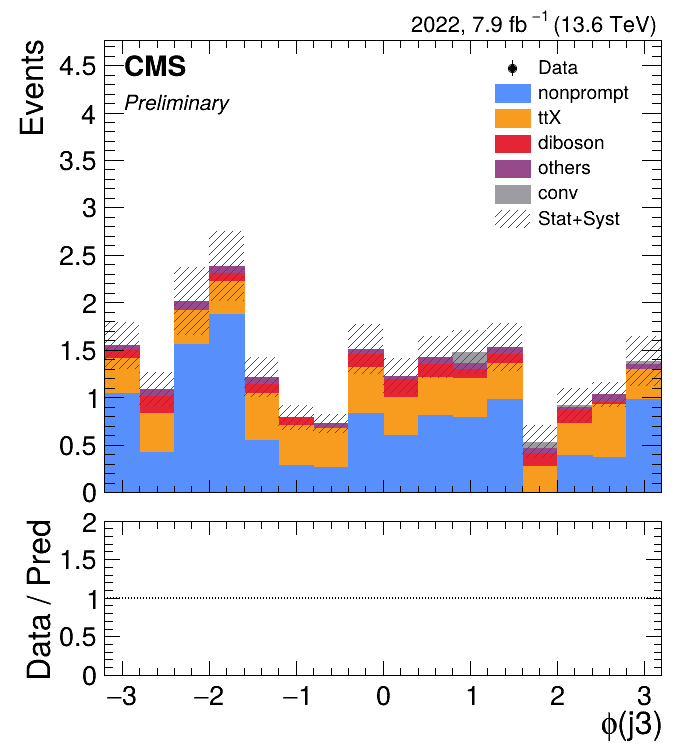 2022, 7.9 fb⁻¹ (13.6 TeV)
Events
CMS
Preliminary
Data
nonprompt
ttX
diboson
others
conv
Stat+Syst
4.5
4
3.5
3
2.5
2
1.5
1
0.5
0
Data / Pred
2
1.5
1
0.5
0
−3 −2 −1 0 1 2 3
ϕ(j3)